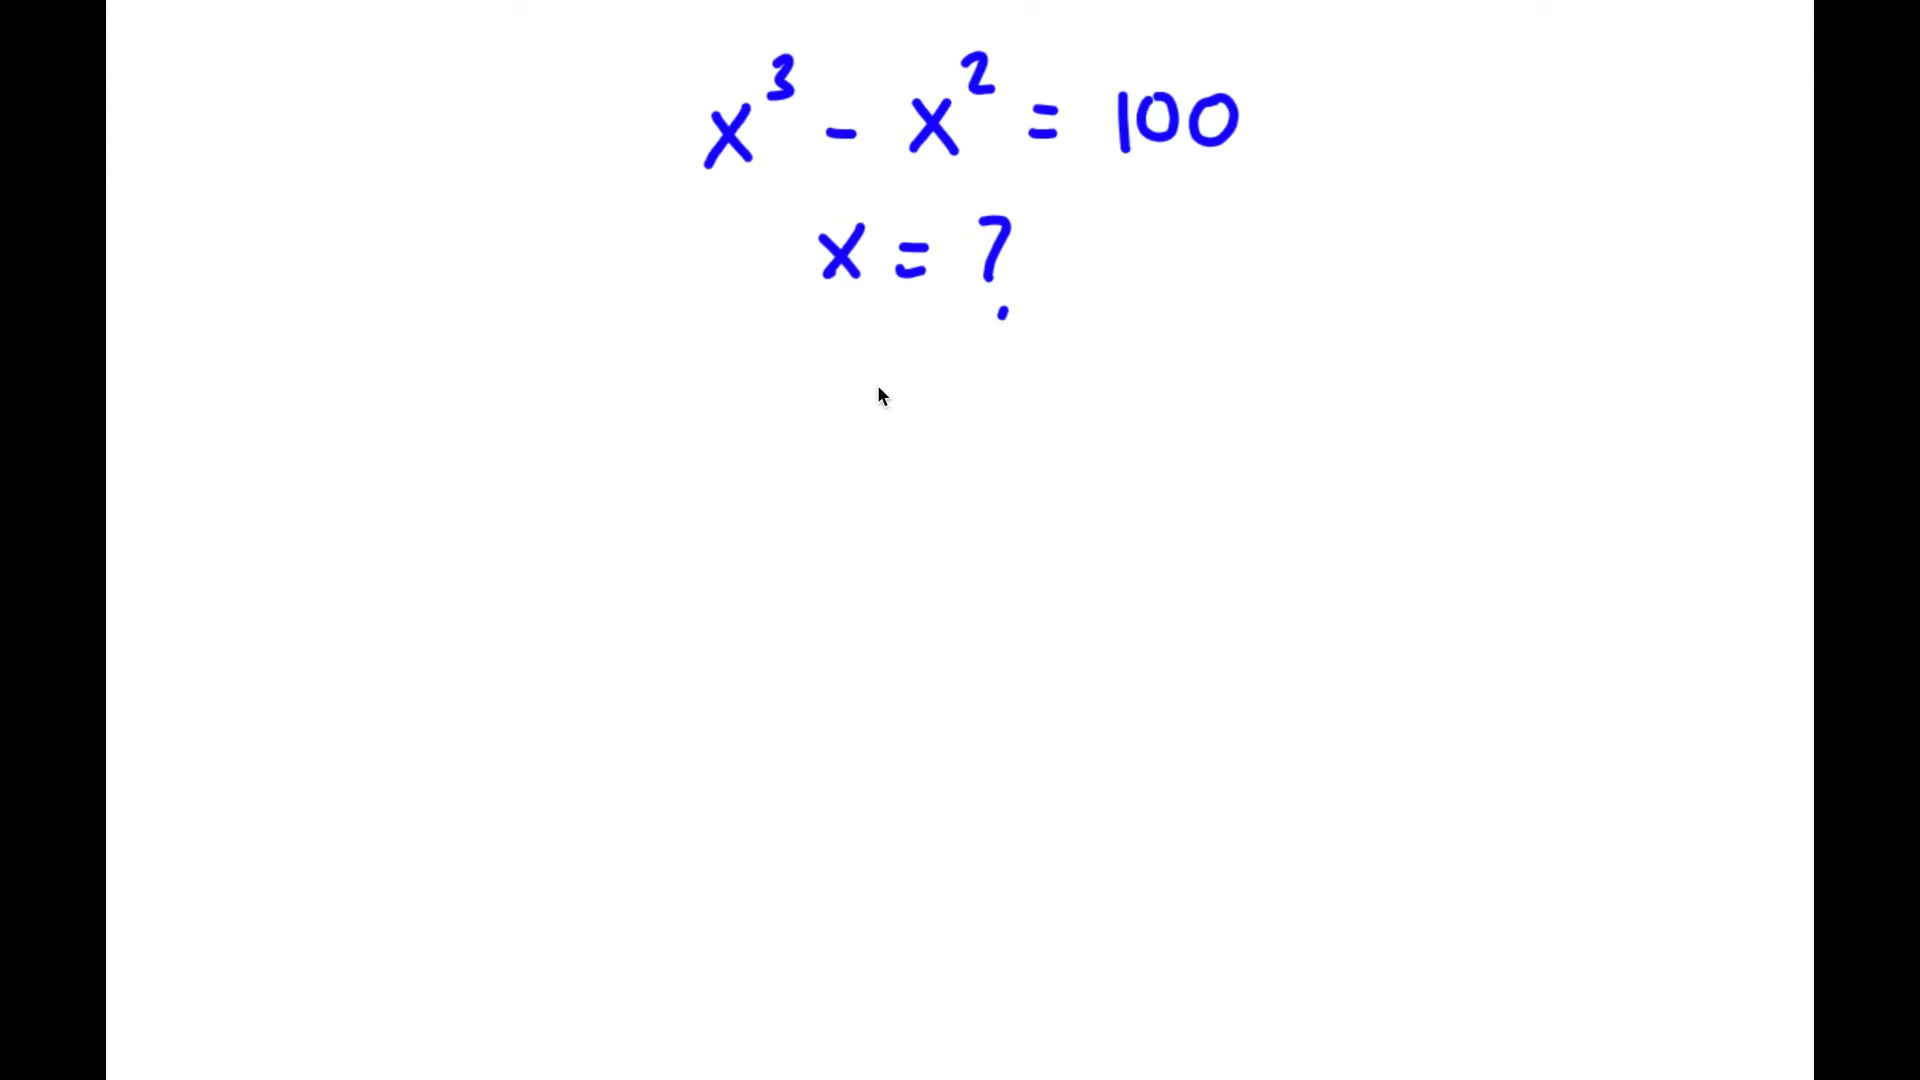 x³ - x² = 100
x = ?